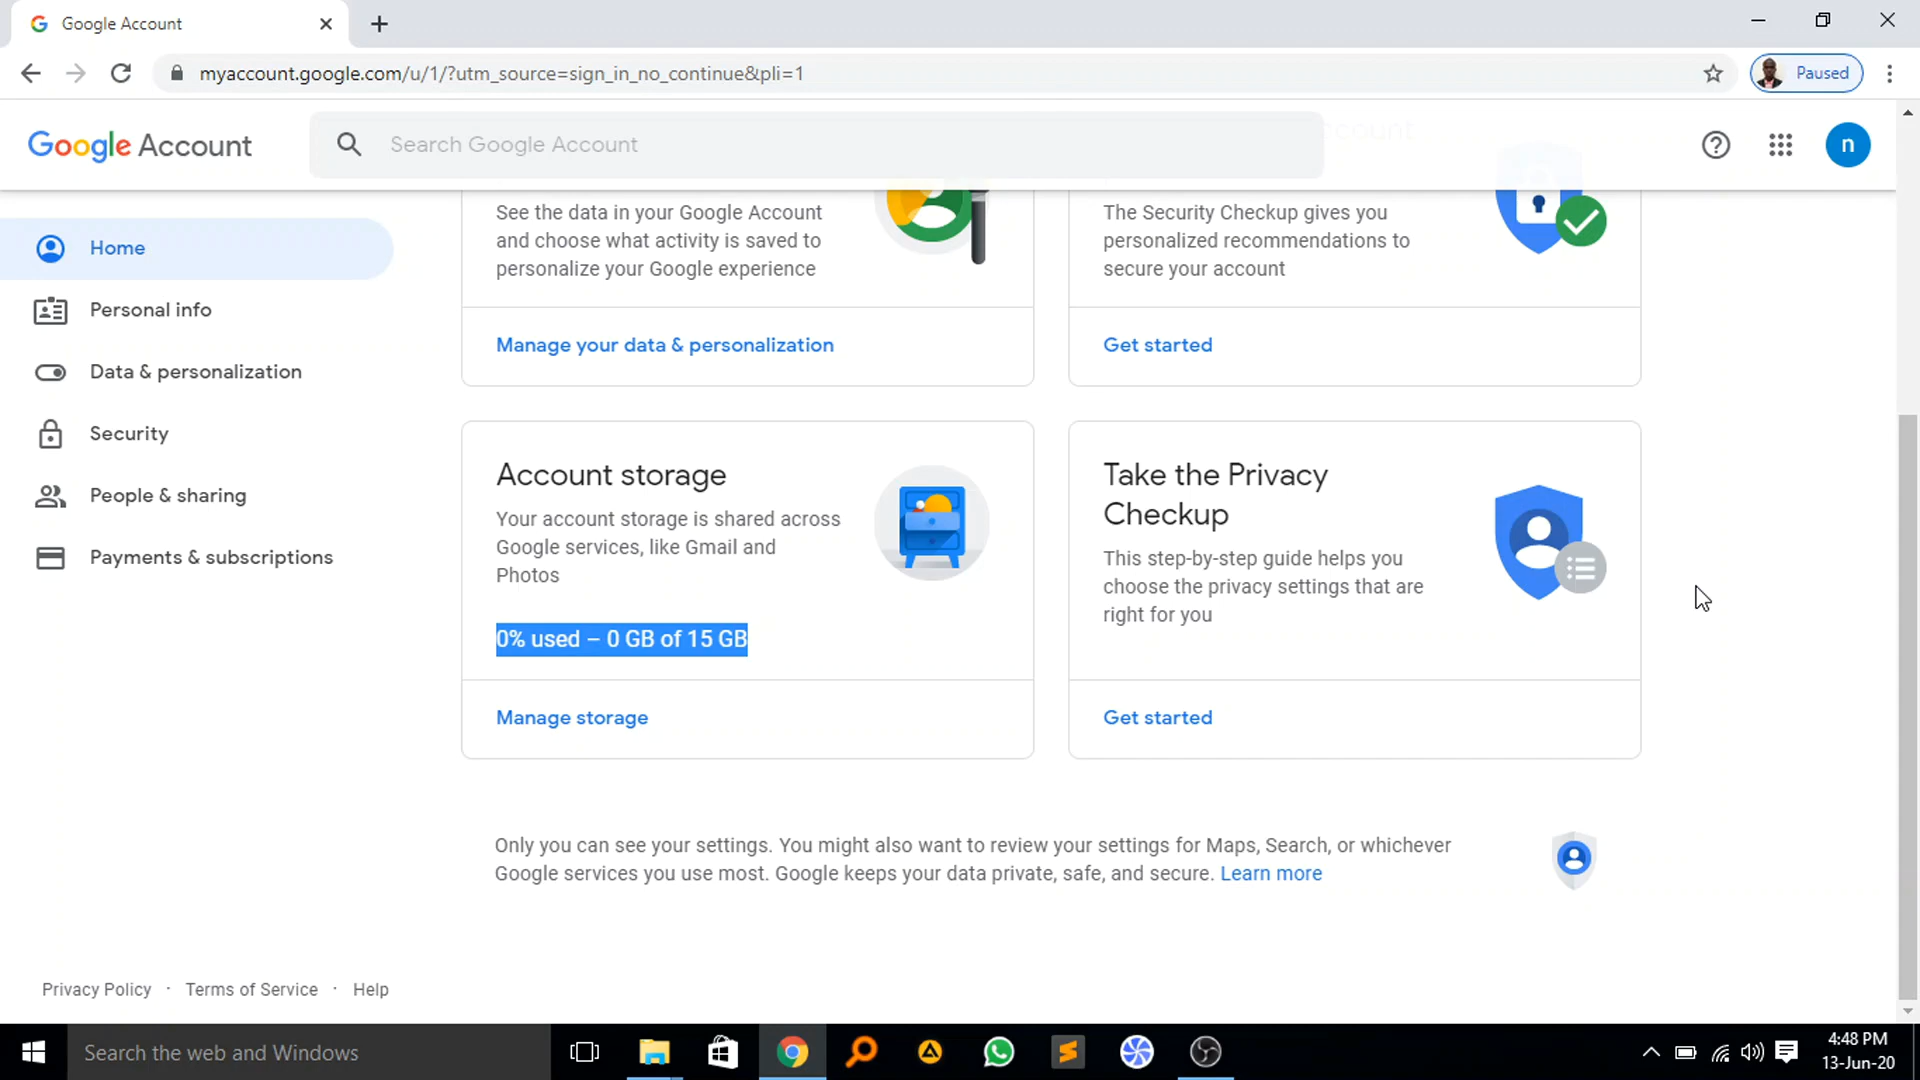 Google Account
myaccount.google.com/u/1/?utm_source=sign_in_no_continue&pli=1
Paused
Google Account
Search Google Account
n
Home
Personal info
Data & personalization
Security
People & sharing
Payments & subscriptions
See the data in your Google Account
and choose what activity is saved to
personalize your Google experience
Manage your data & personalization
The Security Checkup gives you
personalized recommendations to
secure your account
Get started
Account storage
Your account storage is shared across
Google services, like Gmail and
Photos
0% used – 0 GB of 15 GB
Manage storage
Take the Privacy
Checkup
This step-by-step guide helps you
choose the privacy settings that are
right for you
Get started
Only you can see your settings. You might also want to review your settings for Maps, Search, or whichever
Google services you use most. Google keeps your data private, safe, and secure. Learn more
Privacy Policy · Terms of Service · Help
Search the web and Windows
4:48 PM
13-Jun-20